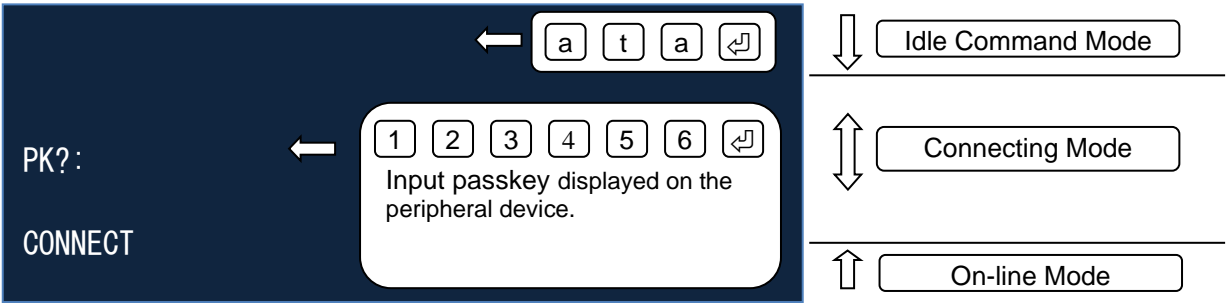 a t a ⏎
Idle Command Mode
PK?:
1 2 3 4 5 6 ⏎
Input passkey displayed on the
peripheral device.
Connecting Mode
CONNECT
On-line Mode